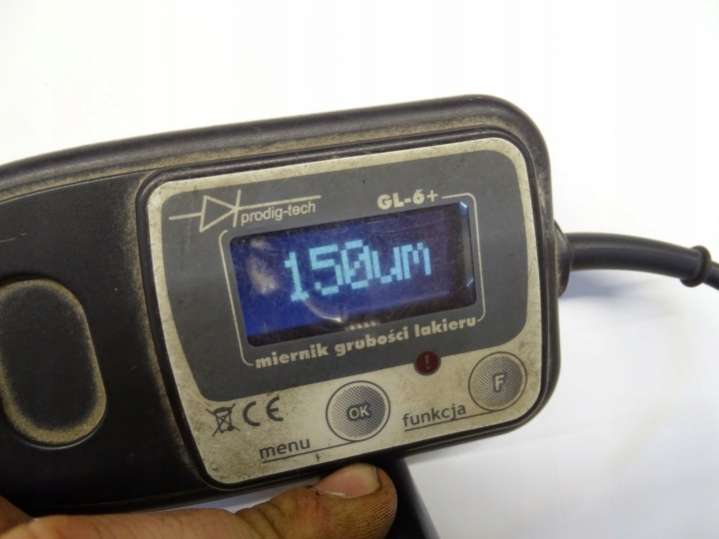 prodig-tech
GL-6+
150um
miernik grubości lakieru
CE
OK
F
menu
funkcja